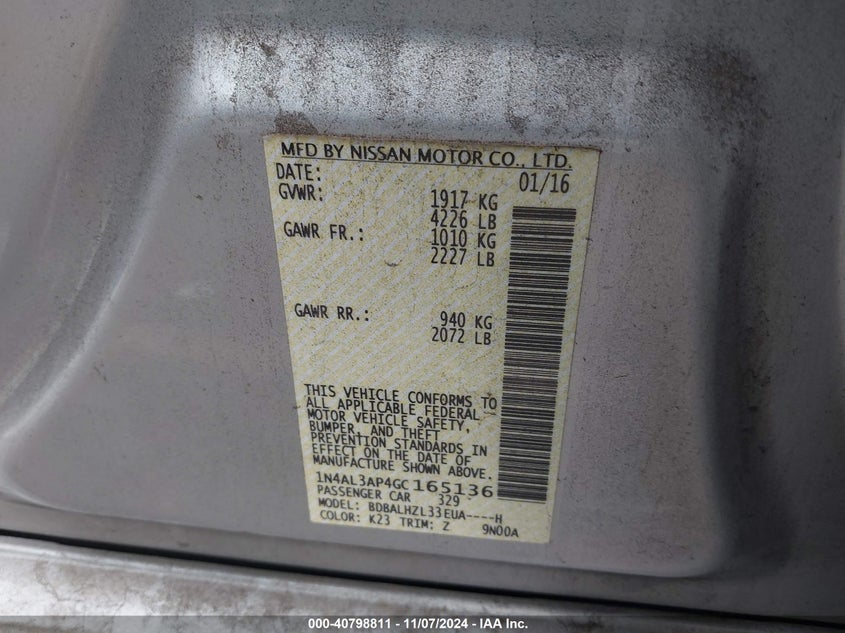 MFD BY NISSAN MOTOR CO., LTD.
DATE: 01/16
GVWR: 1917 KG
4226 LB
GAWR FR.: 1010 KG
2227 LB
GAWR RR.: 940 KG
2072 LB
THIS VEHICLE CONFORMS TO
ALL APPLICABLE FEDERAL
MOTOR VEHICLE SAFETY,
BUMPER, AND THEFT
PREVENTION STANDARDS IN
EFFECT ON THE DATE OF
MANUFACTURE SHOWN ABOVE.
1N4AL3AP4GC165136
PASSENGER CAR 329
MODEL: BDBALHZL33EUA----H
COLOR: K23 TRIM: Z 9N00A
000-40798811 - 11/07/2024 - IAA Inc.